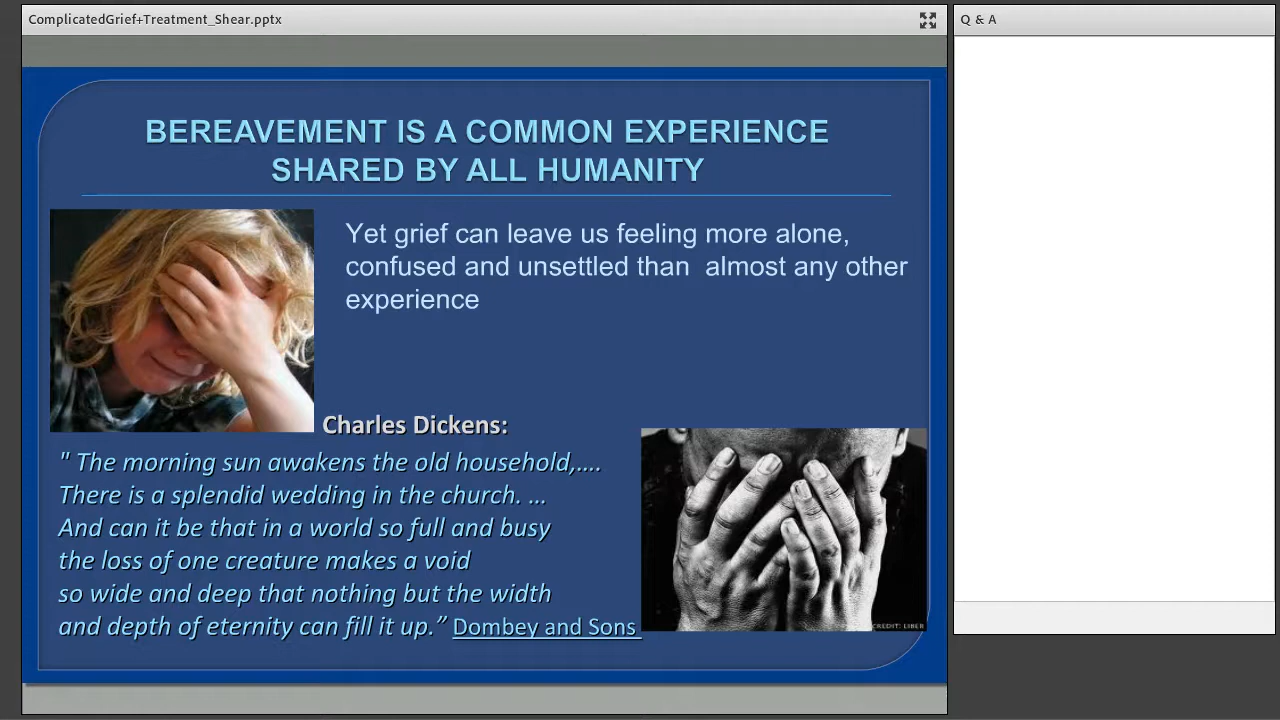 ComplicatedGrief+Treatment_Shear.pptx
Q & A
BEREAVEMENT IS A COMMON EXPERIENCE
SHARED BY ALL HUMANITY
Yet grief can leave us feeling more alone,
confused and unsettled than  almost any other
experience
Charles Dickens:
" The morning sun awakens the old household,....
There is a splendid wedding in the church. ...
And can it be that in a world so full and busy
the loss of one creature makes a void
so wide and deep that nothing but the width
and depth of eternity can fill it up.” Dombey and Sons
CREDIT: LIBER